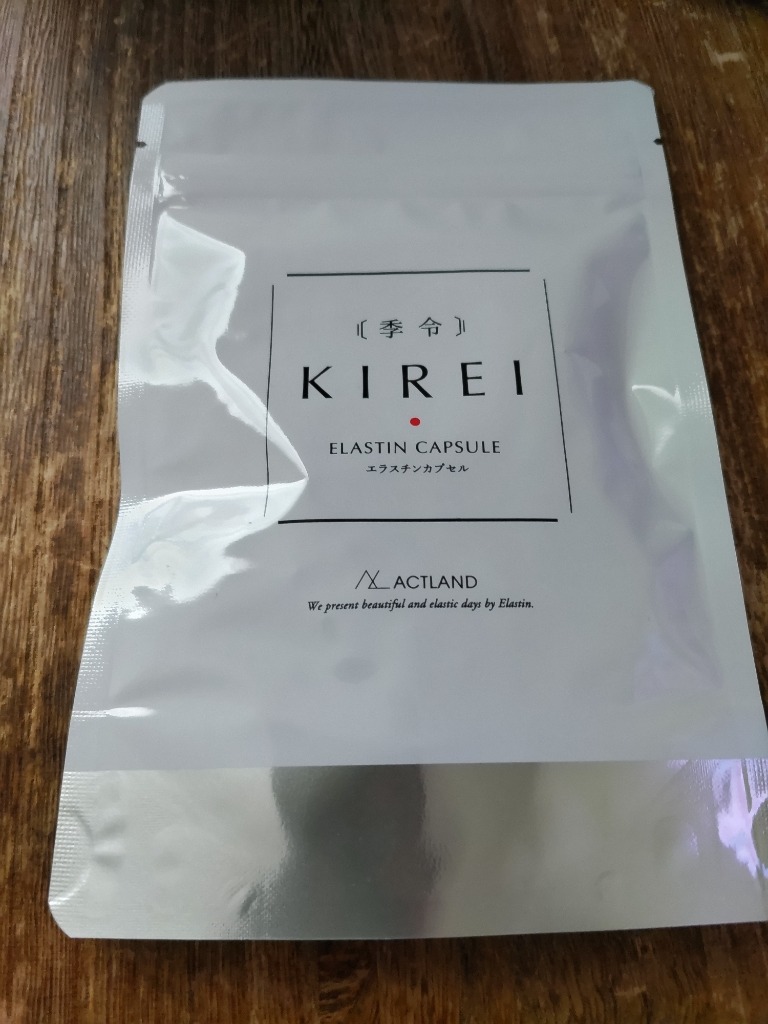 〘季令〙
KIREI
ELASTIN CAPSULE
エラスチンカプセル
ACTLAND
We present beautiful and elastic days by Elastin.